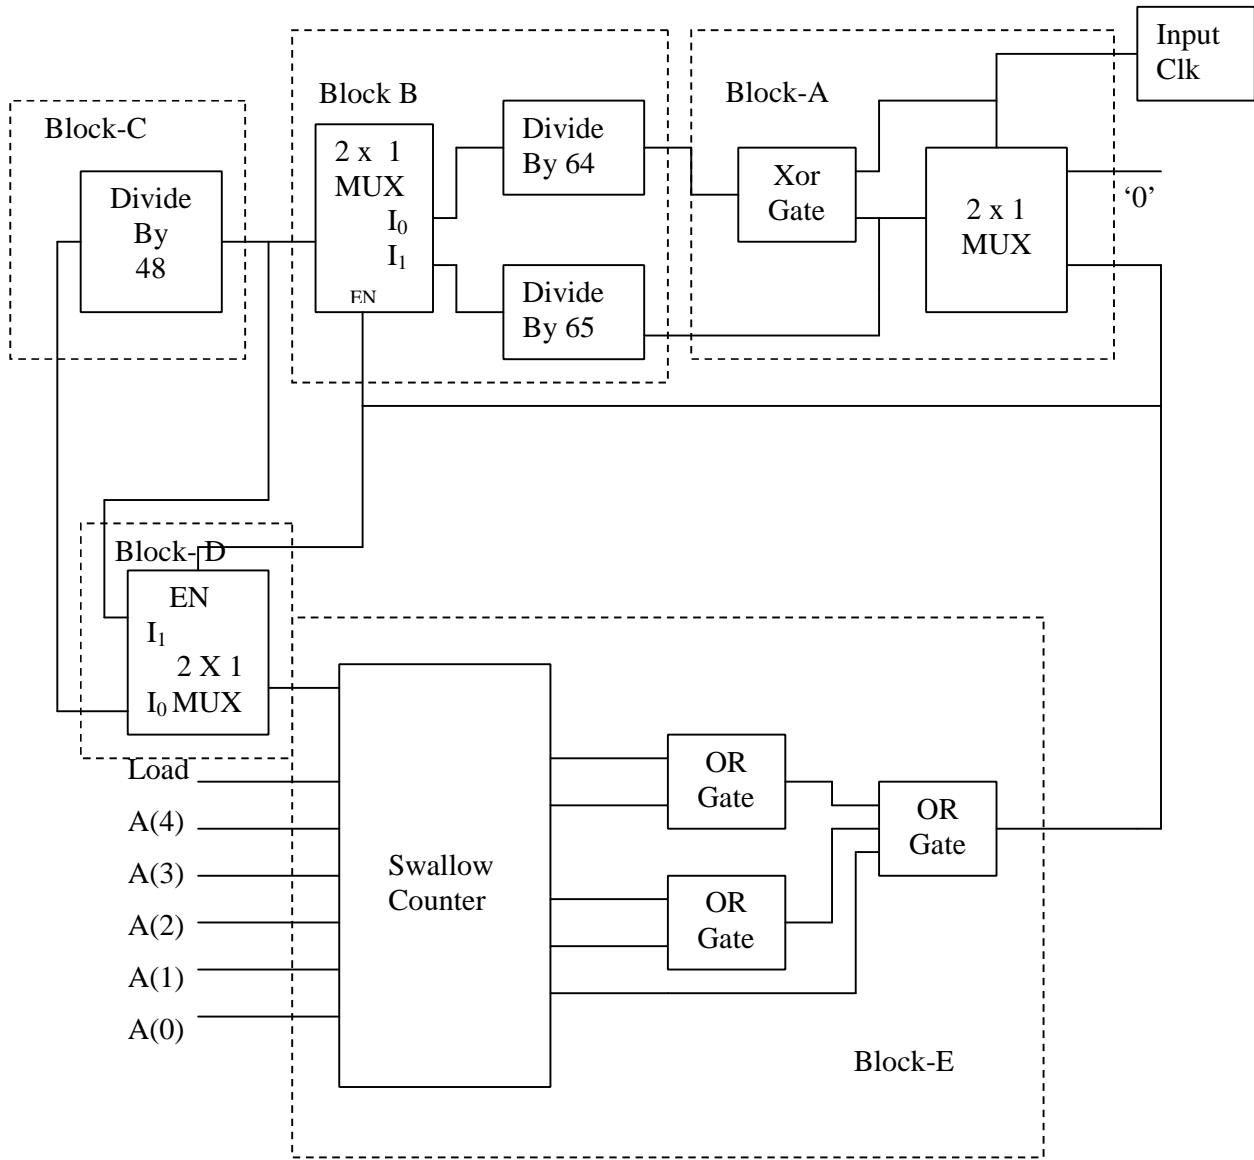 Input
Clk
Block B
Block-A
Block-C
2 x 1
MUX
I₀
I₁
EN
Divide
By 64
Xor
Gate
2 x 1
MUX
‘0’
Divide
By
48
Divide
By 65
Block- D
EN
I₁
2 X 1
I₀ MUX
Load
A(4)
A(3)
A(2)
A(1)
A(0)
Swallow
Counter
OR
Gate
OR
Gate
OR
Gate
Block-E